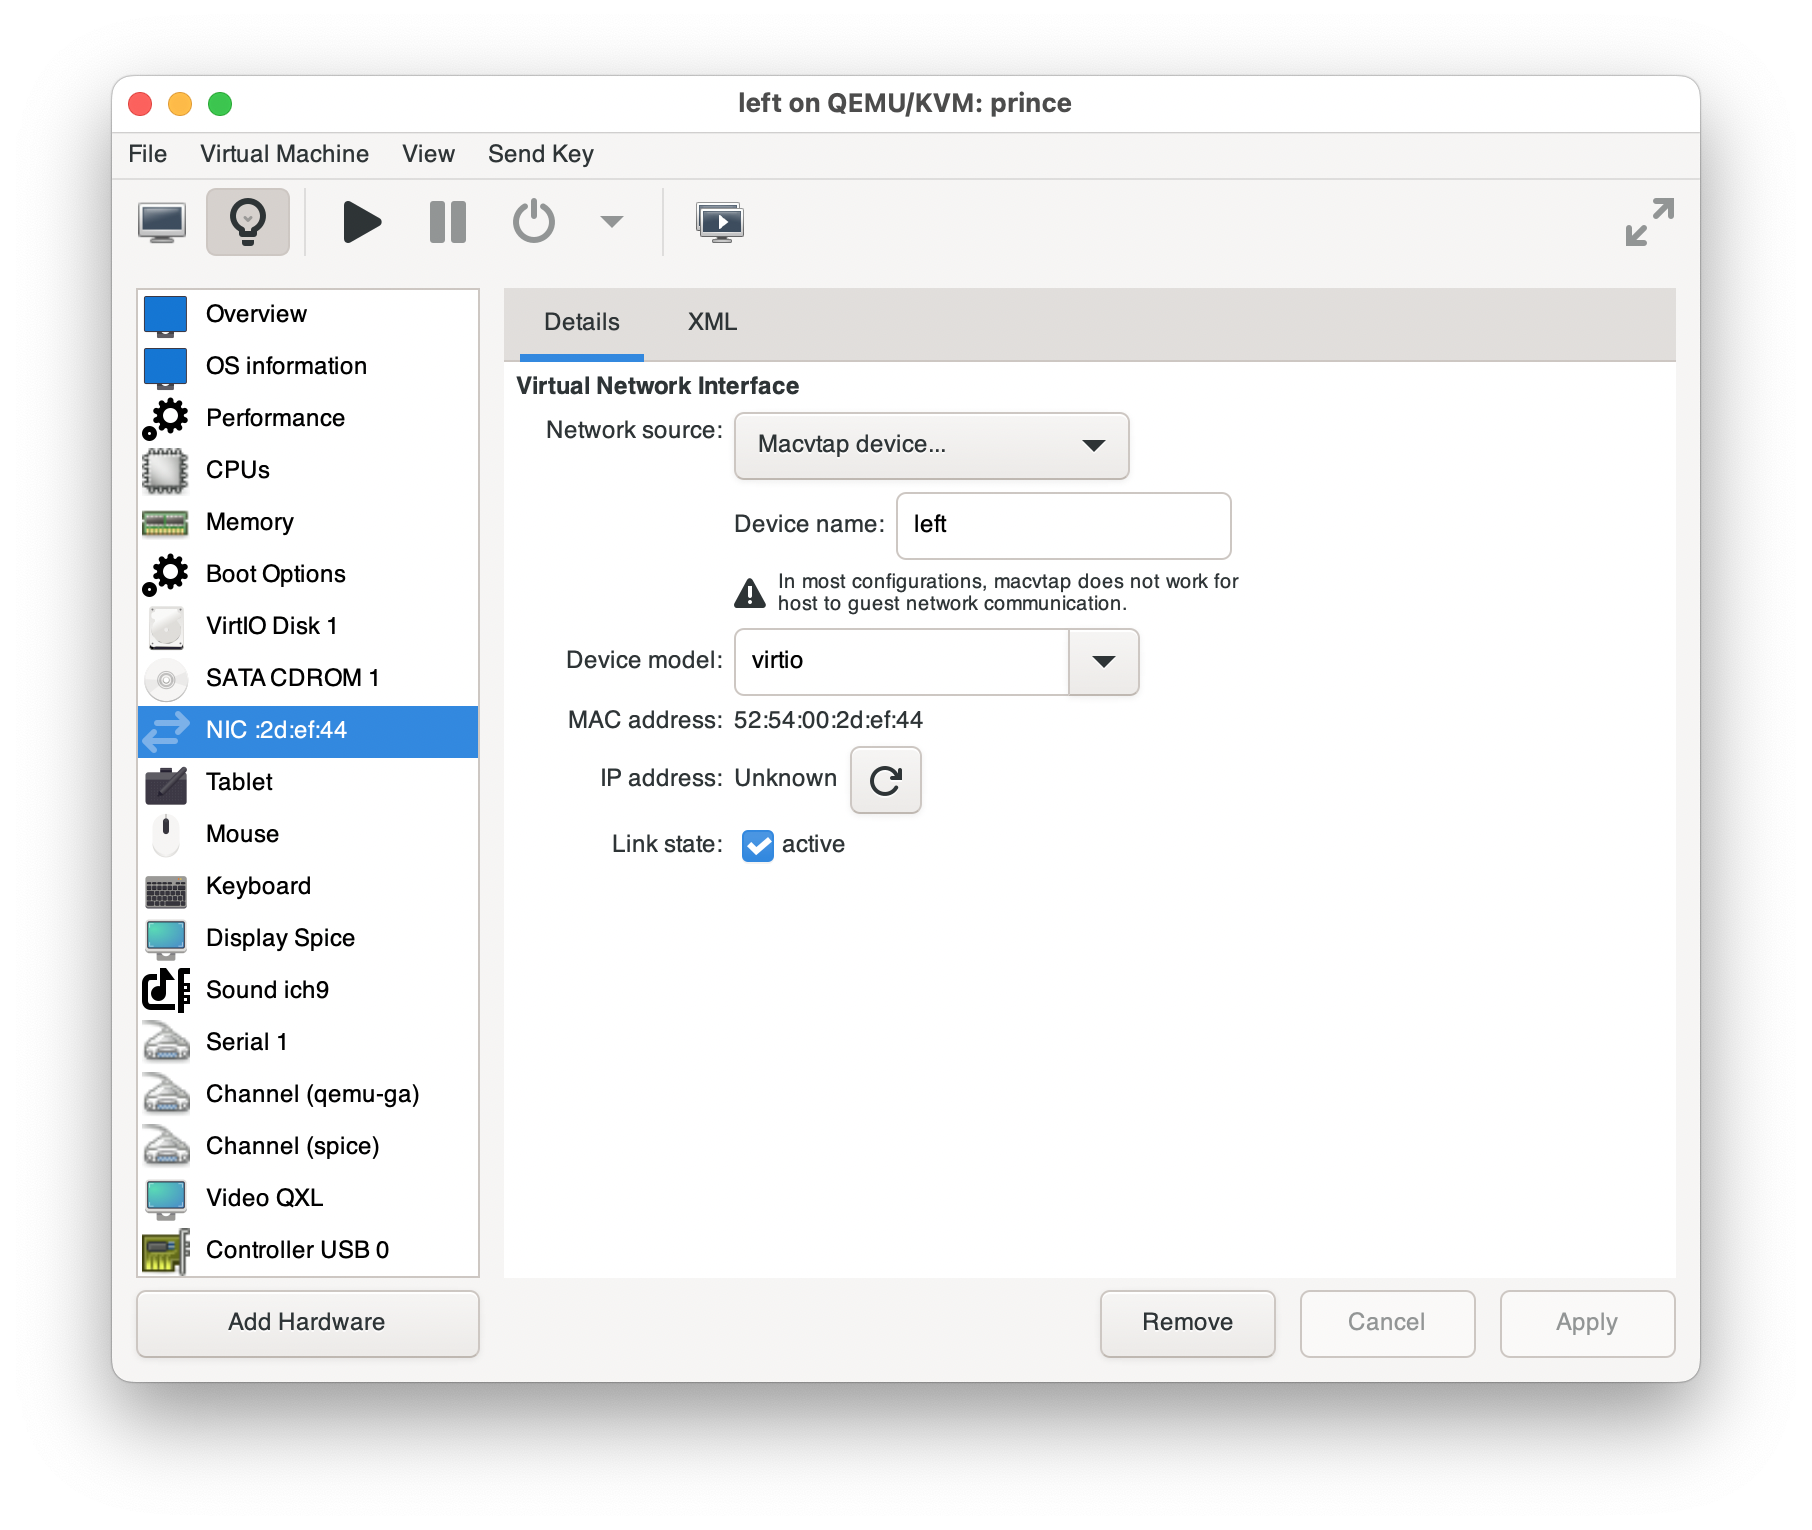 left on QEMU/KVM: prince
File Virtual Machine View Send Key
Overview
OS information
Performance
CPUs
Memory
Boot Options
VirtIO Disk 1
SATA CDROM 1
NIC :2d:ef:44
Tablet
Mouse
Keyboard
Display Spice
Sound ich9
Serial 1
Channel (qemu-ga)
Channel (spice)
Video QXL
Controller USB 0
Add Hardware
Details XML
Virtual Network Interface
Network source: Macvtap device...
Device name: left
In most configurations, macvtap does not work for
host to guest network communication.
Device model: virtio
MAC address: 52:54:00:2d:ef:44
IP address: Unknown
Link state: active
Remove Cancel Apply